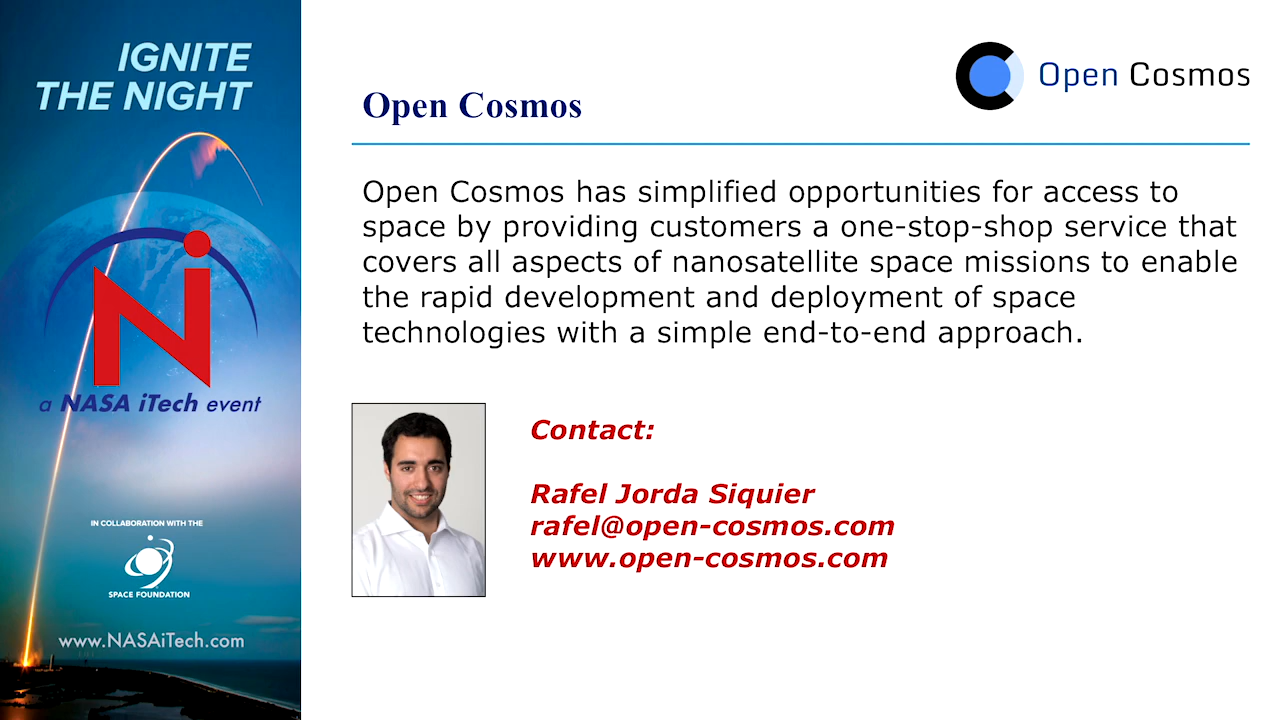 IGNITE
THE NIGHT
a NASA iTech event
IN COLLABORATION WITH THE
SPACE FOUNDATION
www.NASAiTech.com
Open Cosmos
Open Cosmos
Open Cosmos has simplified opportunities for access to
space by providing customers a one-stop-shop service that
covers all aspects of nanosatellite space missions to enable
the rapid development and deployment of space
technologies with a simple end-to-end approach.
Contact:
Rafel Jorda Siquier
rafel@open-cosmos.com
www.open-cosmos.com